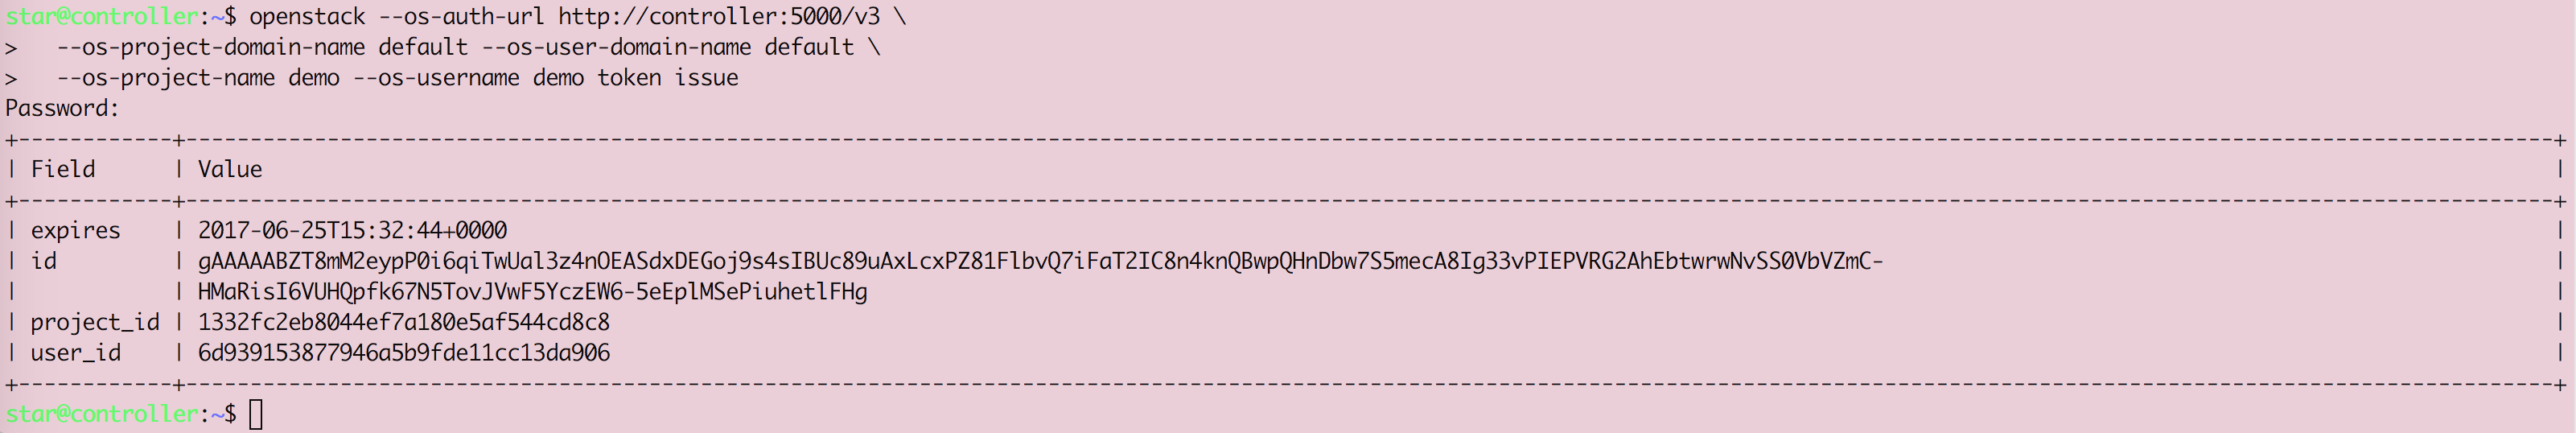 star@controller:~$ openstack --os-auth-url http://controller:5000/v3 \
>   --os-project-domain-name default --os-user-domain-name default \
>   --os-project-name demo --os-username demo token issue
Password:
+------------+----------------------------------------------------------------------------------------------------------------------------------------------------------------------------------------+
| Field      | Value                                                                                                                                                                                  |
+------------+----------------------------------------------------------------------------------------------------------------------------------------------------------------------------------------+
| expires    | 2017-06-25T15:32:44+0000                                                                                                                                                               |
| id         | gAAAAABZT8mM2eypP0i6qiTwUal3z4nOEASdxDEGoj9s4sIBUc89uAxLcxPZ81FlbvQ7iFaT2IC8n4knQBwpQHnDbw7S5mecA8Ig33vPIEPVRG2AhEbtwrwNvSS0VbVZmC-                                                   |
|            | HMaRisI6VUHQpfk67N5TovJVwF5YczEW6-5eEplMSePiuhetlFHg                                                                                                                                   |
| project_id | 1332fc2eb8044ef7a180e5af544cd8c8                                                                                                                                                       |
| user_id    | 6d939153877946a5b9fde11cc13da906                                                                                                                                                       |
+------------+----------------------------------------------------------------------------------------------------------------------------------------------------------------------------------------+
star@controller:~$